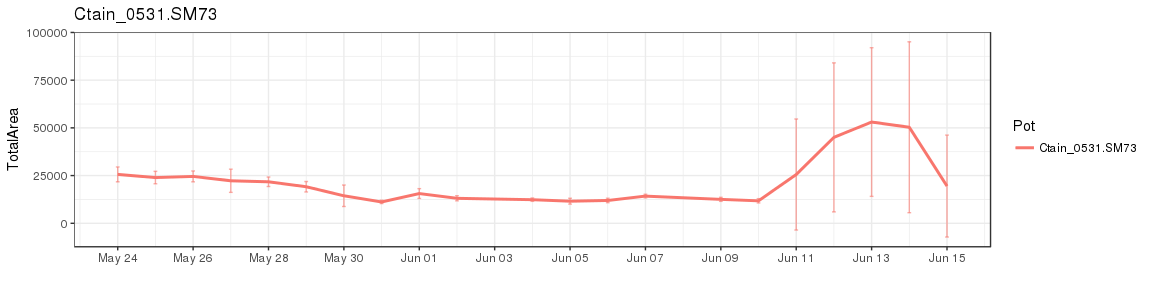 Ctain_0531.SM73
100000
75000
50000
25000
0
TotalArea
May 24 May 26 May 28 May 30 Jun 01 Jun 03 Jun 05 Jun 07 Jun 09 Jun 11 Jun 13 Jun 15
Pot
Ctain_0531.SM73